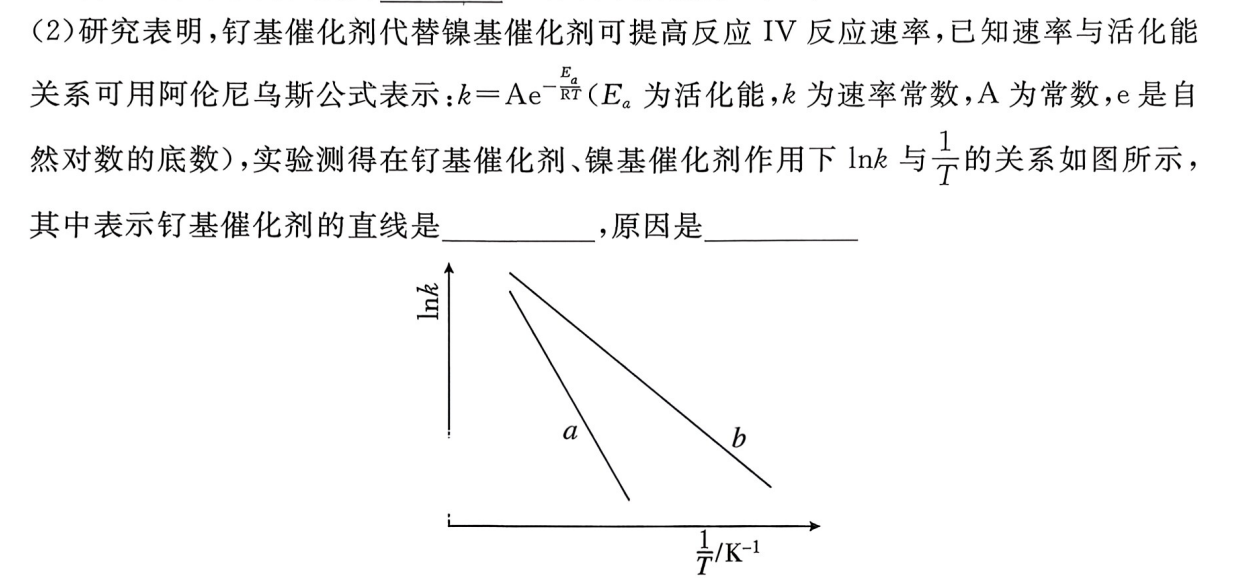 (2)研究表明,钌基催化剂代替镍基催化剂可提高反应 IV 反应速率,已知速率与活化能
关系可用阿伦尼乌斯公式表示:k=Ae^{-\frac{E_a}{RT}}(E_a 为活化能,k 为速率常数,A 为常数,e 是自
然对数的底数),实验测得在钌基催化剂、镍基催化剂作用下 lnk 与\frac{1}{T}的关系如图所示,
其中表示钌基催化剂的直线是__________,原因是__________
lnk
a
b
\frac{1}{T}/K^{-1}